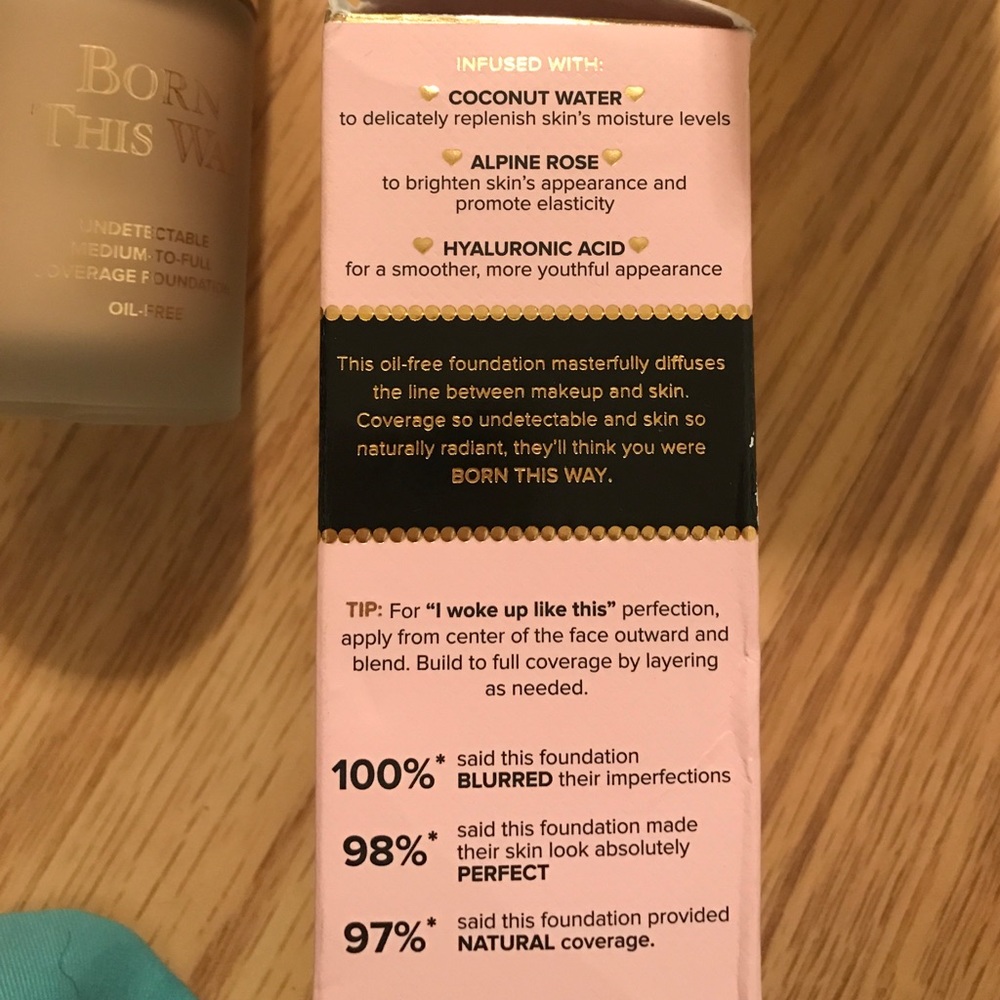 BORN
THIS WAY
UNDETECTABLE
MEDIUM-TO-FULL
COVERAGE FOUNDATION
OIL-FREE
INFUSED WITH:
COCONUT WATER
to delicately replenish skin's moisture levels
ALPINE ROSE
to brighten skin's appearance and
promote elasticity
HYALURONIC ACID
for a smoother, more youthful appearance
This oil-free foundation masterfully diffuses
the line between makeup and skin.
Coverage so undetectable and skin so
naturally radiant, they'll think you were
BORN THIS WAY.
TIP: For “I woke up like this” perfection,
apply from center of the face outward and
blend. Build to full coverage by layering
as needed.
100%* said this foundation
BLURRED their imperfections
98%* said this foundation made
their skin look absolutely
PERFECT
97%* said this foundation provided
NATURAL coverage.